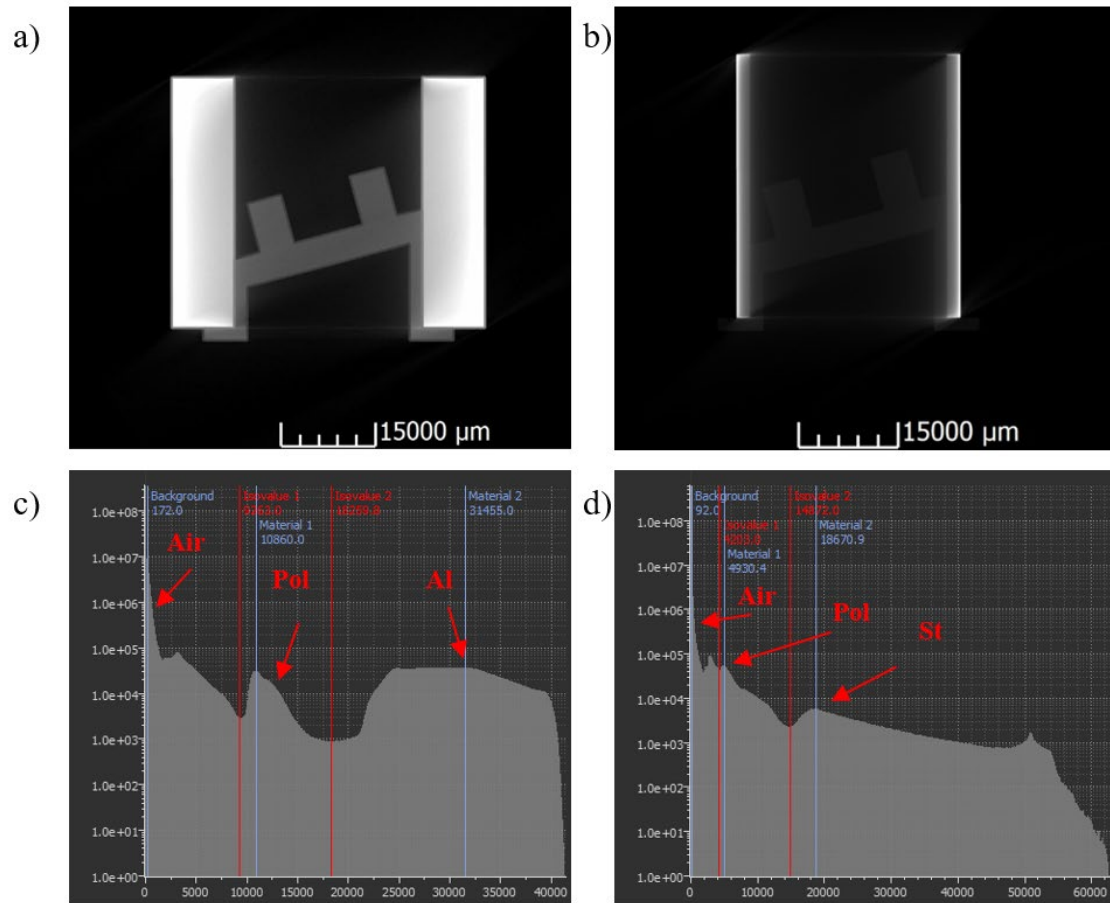 a)
15000 µm
b)
15000 µm
c)
Background
172.0
Isovalue 1
Isovalue 2
Material 1
10860.0
Material 2
31455.0
Air
Pol
Al
1.0e+08
1.0e+07
1.0e+06
1.0e+05
1.0e+04
1.0e+03
1.0e+02
1.0e+01
1.0e+00
0
5000
10000
15000
20000
25000
30000
35000
40000
d)
Background
92.0
Isovalue 1
Material 1
4930.4
Isovalue 2
14872.0
Material 2
18670.9
Air
Pol
St
1.0e+08
1.0e+07
1.0e+06
1.0e+05
1.0e+04
1.0e+03
1.0e+02
1.0e+01
1.0e+00
0
10000
20000
30000
40000
50000
60000